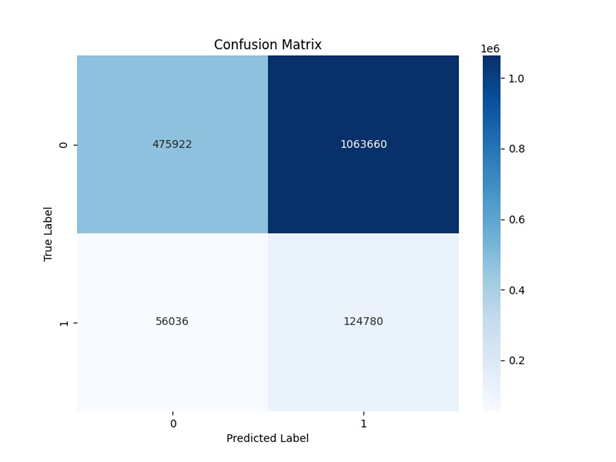 Confusion Matrix
1e6
1.0
0.8
0.6
0.4
0.2
True Label
0
475922 1063660
1
56036 124780
0 1
Predicted Label